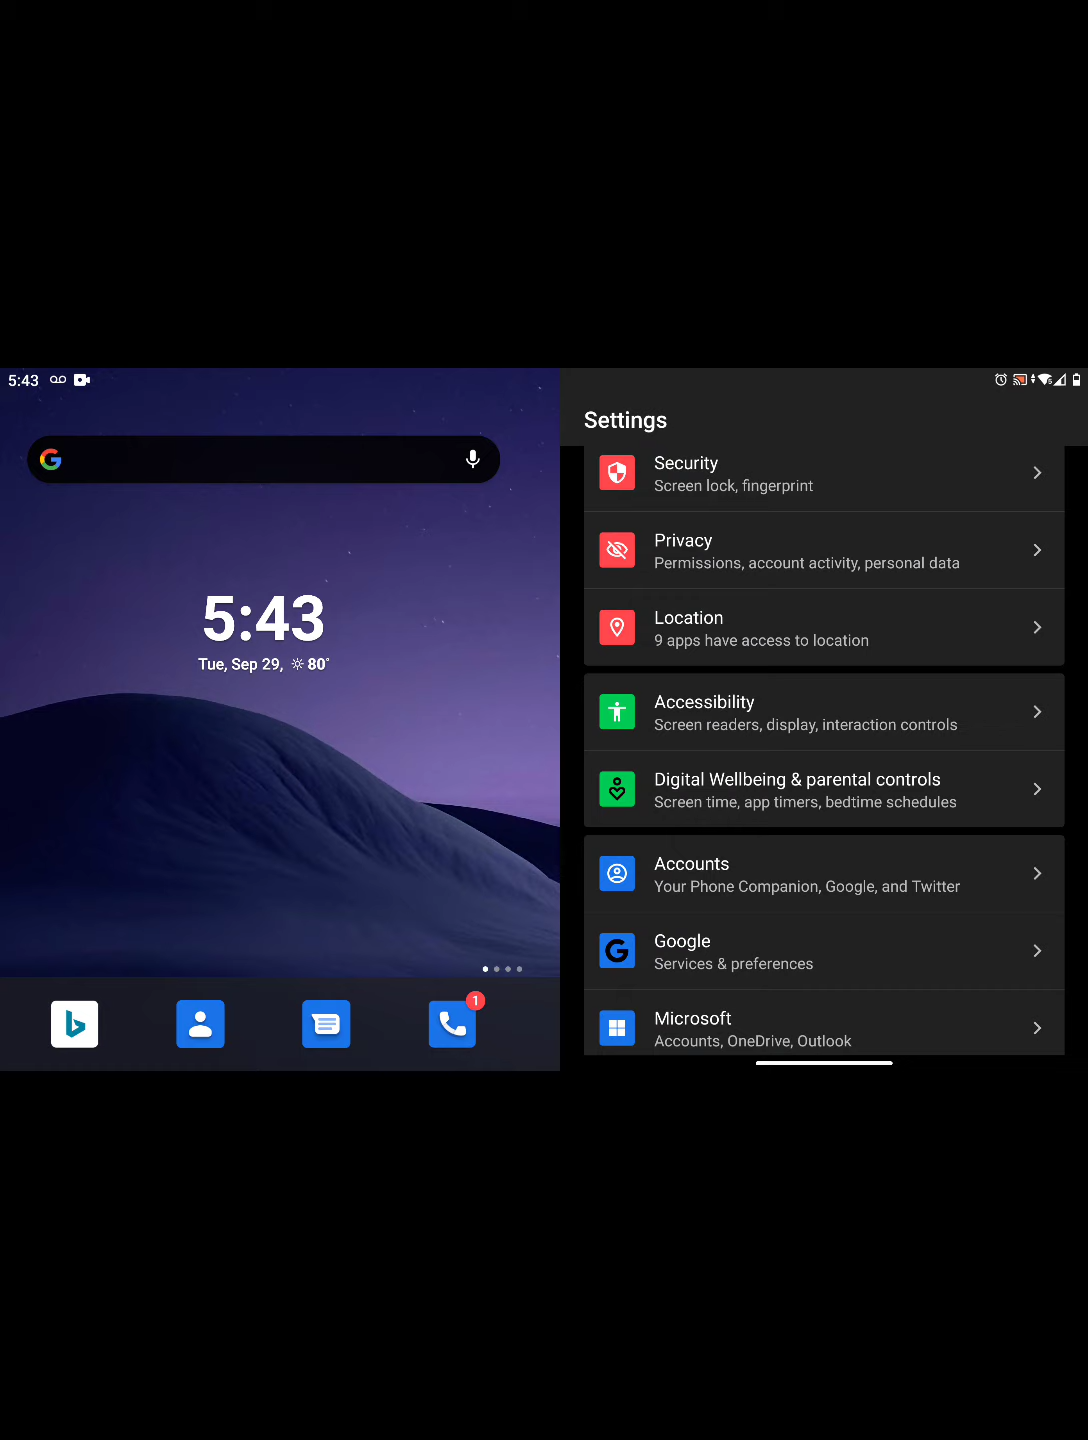 5:43
5:43
Tue, Sep 29, 80°
1
Settings
Security
Screen lock, fingerprint
Privacy
Permissions, account activity, personal data
Location
9 apps have access to location
Accessibility
Screen readers, display, interaction controls
Digital Wellbeing & parental controls
Screen time, app timers, bedtime schedules
Accounts
Your Phone Companion, Google, and Twitter
Google
Services & preferences
Microsoft
Accounts, OneDrive, Outlook